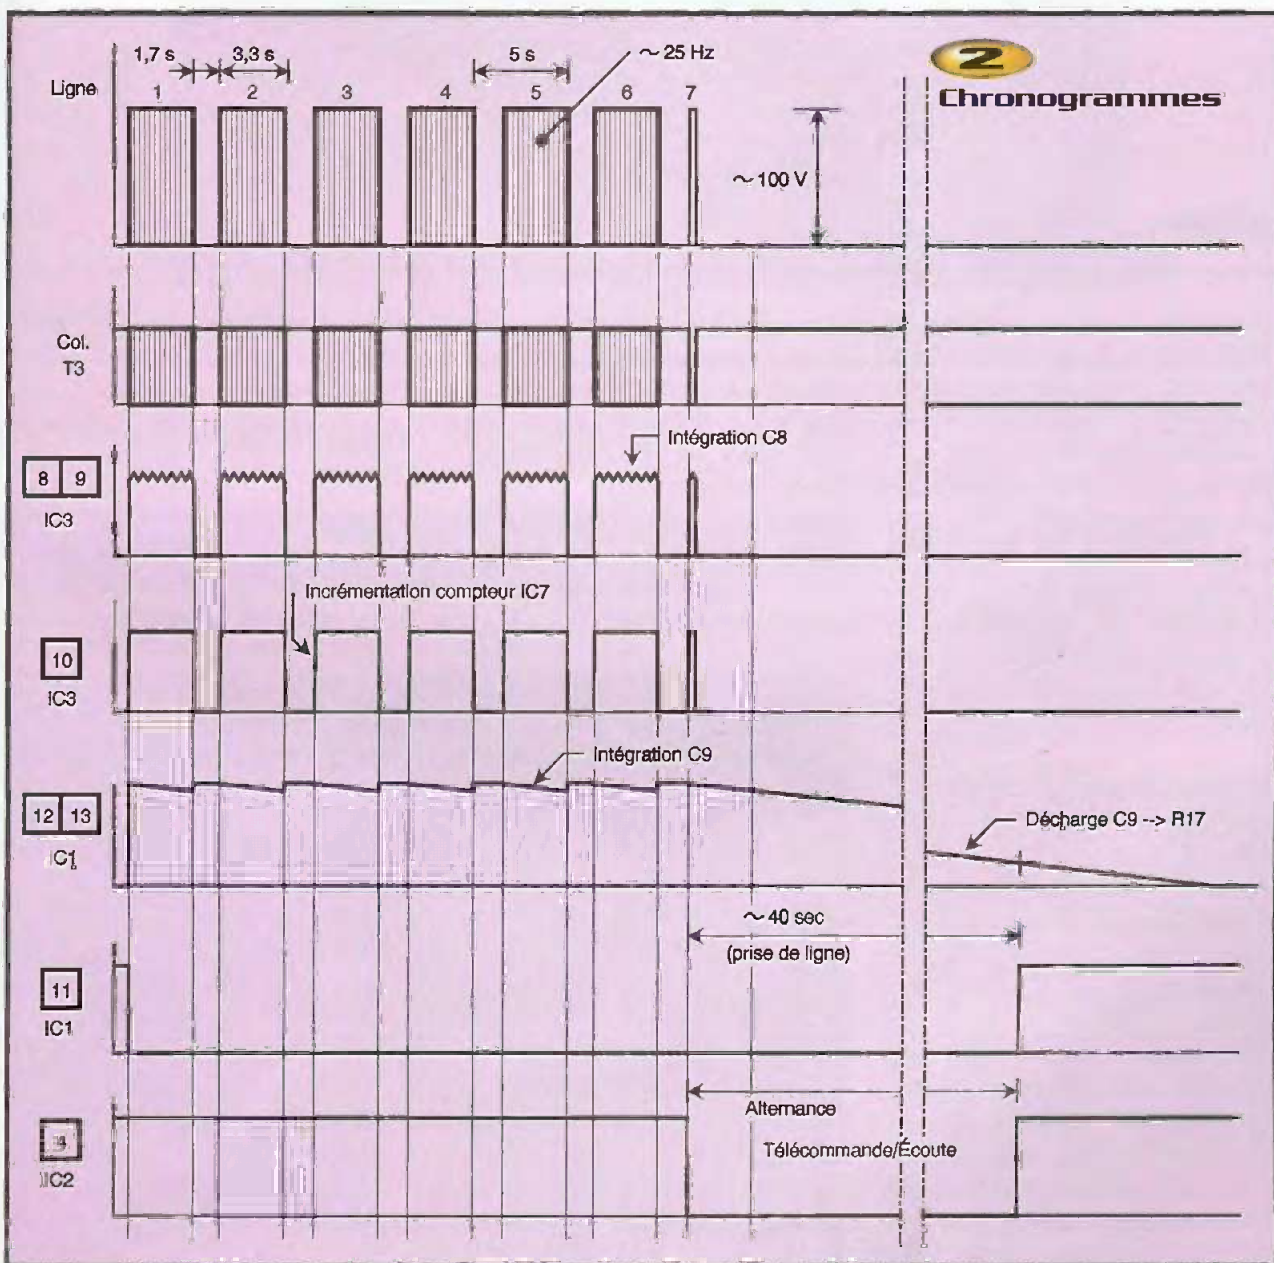 2
Chronogrammes
1,7 s
3,3 s
5 s
~ 25 Hz
Ligne
1
2
3
4
5
6
7
~ 100 V
Col.
T3
Intégration C8
8 9
IC3
Incrémentation compteur IC7
10
IC3
Intégration C9
12 13
IC1
Décharge C9 --> R17
~ 40 sec
(prise de ligne)
11
IC1
Alternance
Télécommande/Écoute
IC2